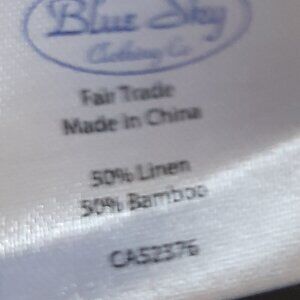 Blue Sky
Clothing Co
Fair Trade
Made in China
50% Linen
50% Bamboo
CA52376